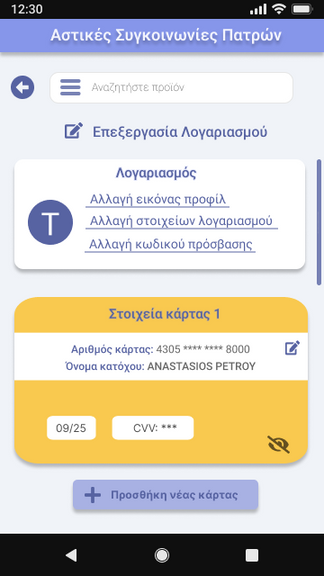 12:30
Αστικές Συγκοινωνίες Πατρών
Αναζητήστε προϊόν
Επεξεργασία Λογαριασμού
Λογαριασμός
T
Αλλαγή εικόνας προφίλ
Αλλαγή στοιχείων λογαριασμού
Αλλαγή κωδικού πρόσβασης
Στοιχεία κάρτας 1
Αριθμός κάρτας: 4305 **** **** 8000
Όνομα κατόχου: ANASTASIOS PETROY
09/25
CVV: ***
Προσθήκη νέας κάρτας